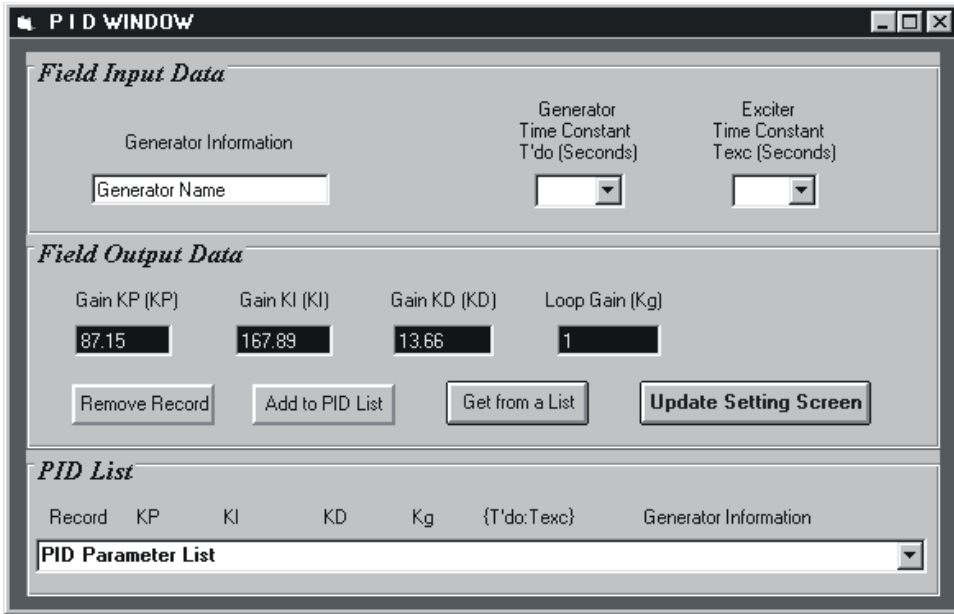 P I D WINDOW
Field Input Data
Generator Information
Generator Name
Generator
Time Constant
T'do (Seconds)
Exciter
Time Constant
Texc (Seconds)
Field Output Data
Gain KP (KP) Gain KI (KI) Gain KD (KD) Loop Gain (Kg)
87.15 167.89 13.66 1
Remove Record Add to PID List Get from a List Update Setting Screen
PID List
Record KP KI KD Kg {T'do:Texc} Generator Information
PID Parameter List